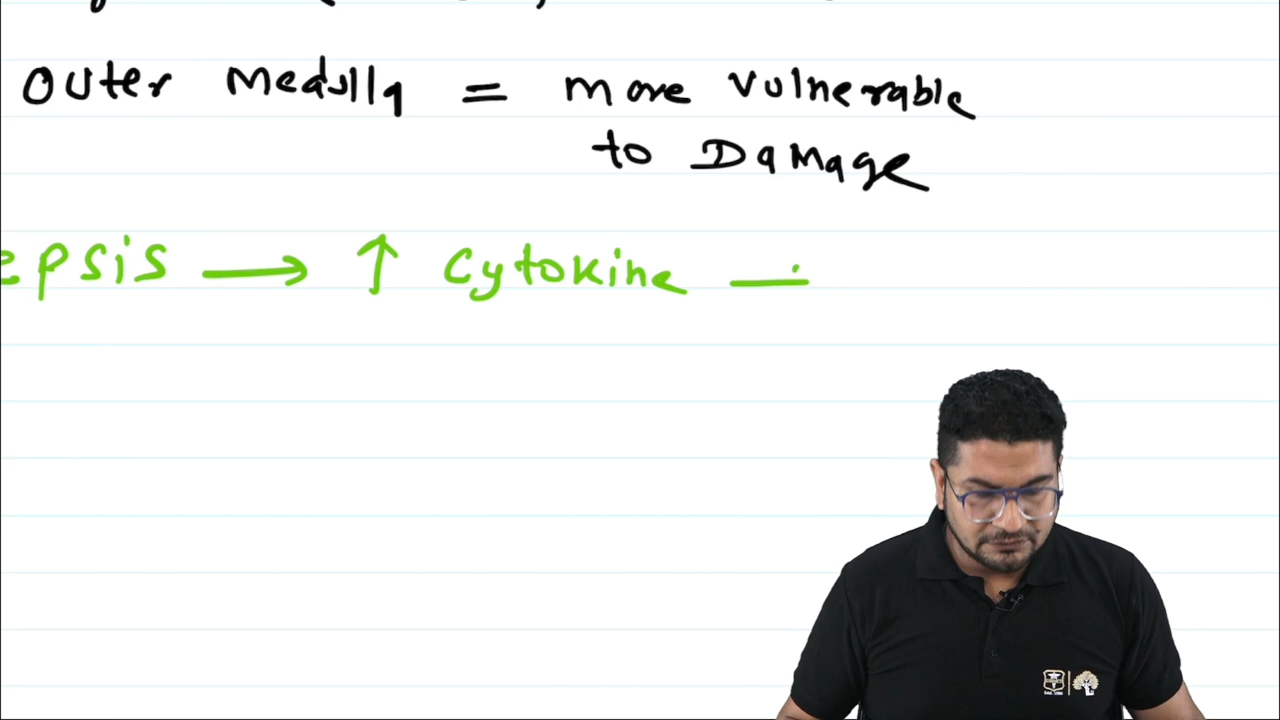 Outer Medulla = more vulnerable
to Damage
epsis → ↑ Cytokine —